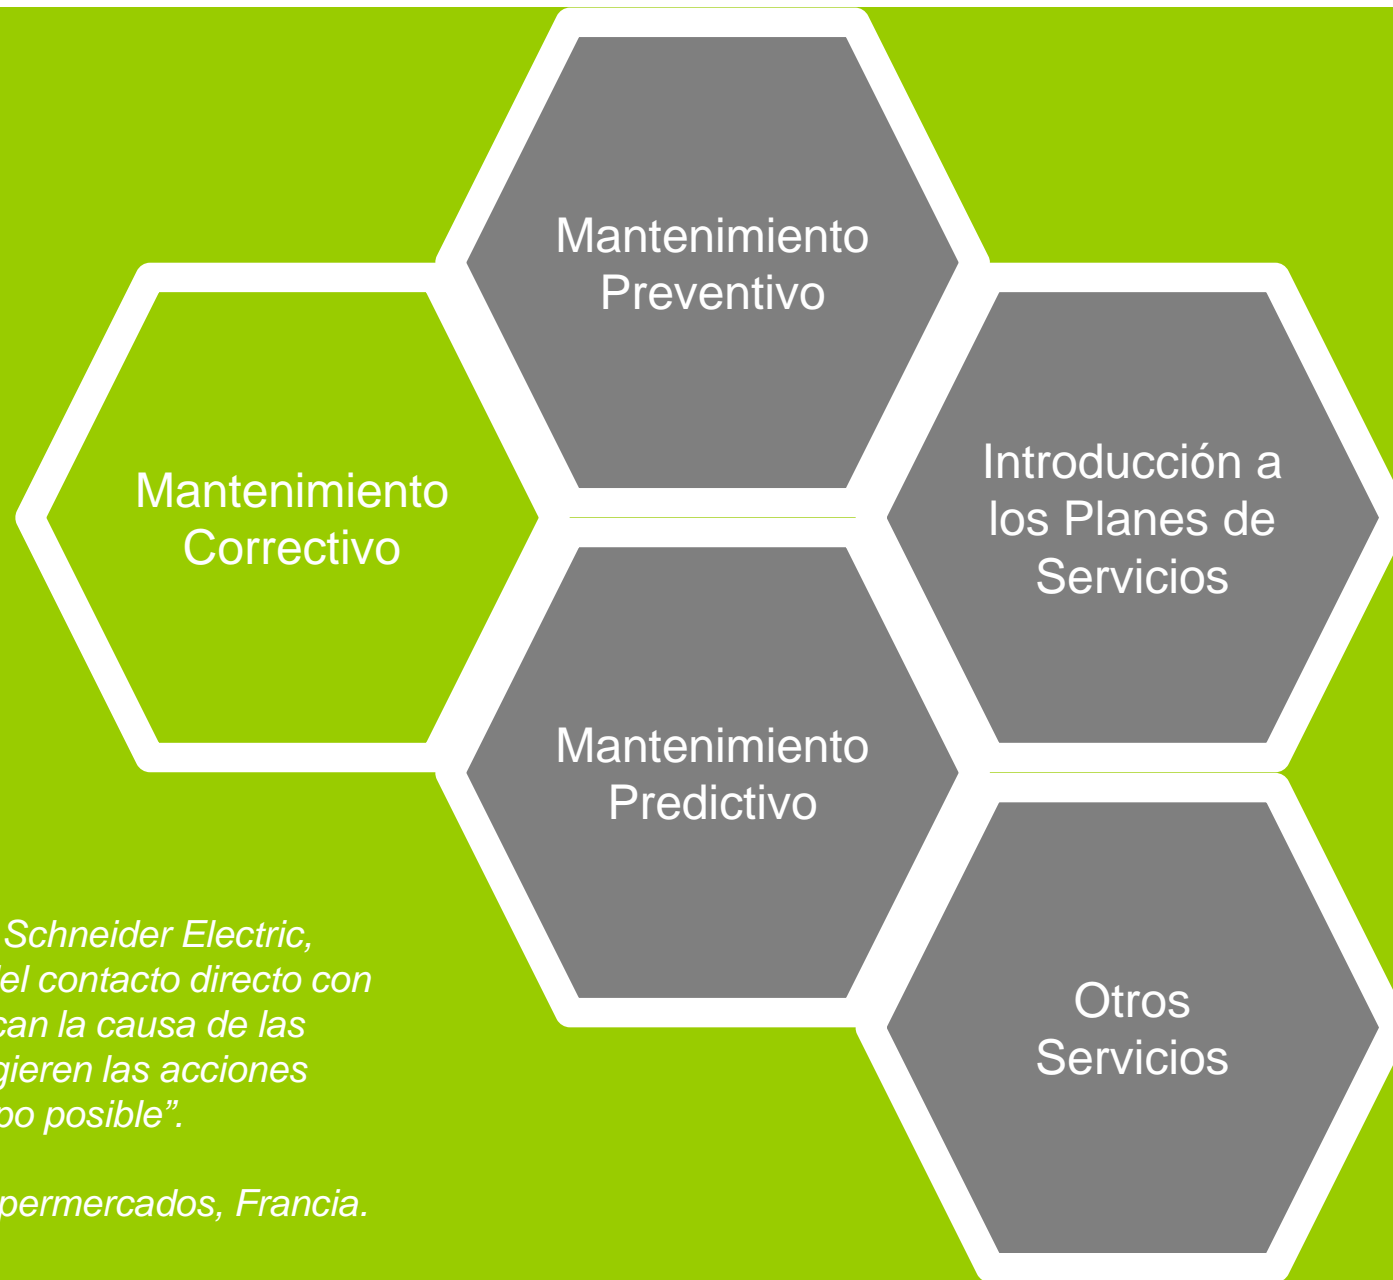 Mantenimiento
Preventivo
Mantenimiento
Correctivo
Introducción a
los Planes de
Servicios
Mantenimiento
Predictivo
Otros
Servicios
Schneider Electric,
el contacto directo con
can la causa de las
gieren las acciones
po posible”.
permercados, Francia.